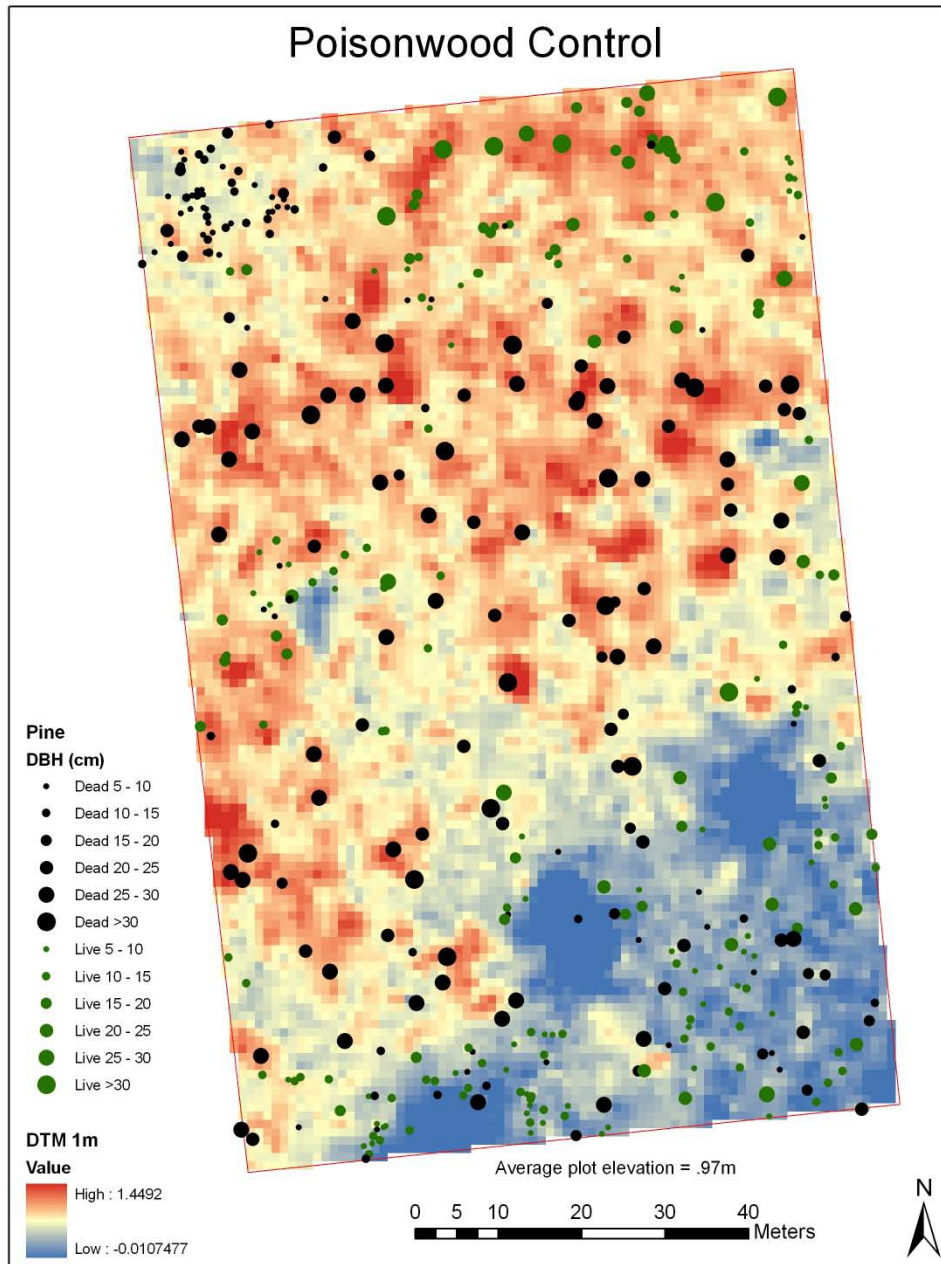 Poisonwood Control
Pine
DBH (cm)
Dead 5 - 10
Dead 10 - 15
Dead 15 - 20
Dead 20 - 25
Dead 25 - 30
Dead >30
Live 5 - 10
Live 10 - 15
Live 15 - 20
Live 20 - 25
Live 25 - 30
Live >30
DTM 1m
Value
High : 1.4492
Low : -0.0107477
Average plot elevation = .97m
0 5 10 20 30 40
Meters
N